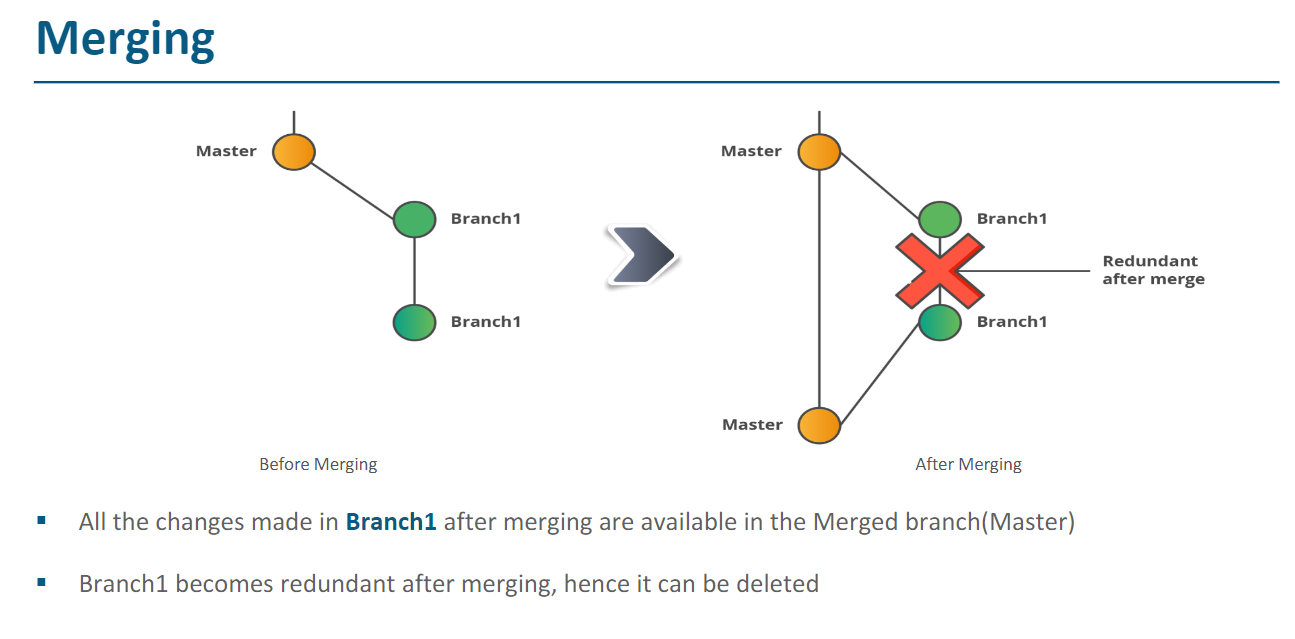 Merging
Master
Branch1
Branch1
Before Merging
Master
Branch1
Redundant
after merge
Branch1
Master
After Merging
▪ All the changes made in Branch1 after merging are available in the Merged branch(Master)
▪ Branch1 becomes redundant after merging, hence it can be deleted